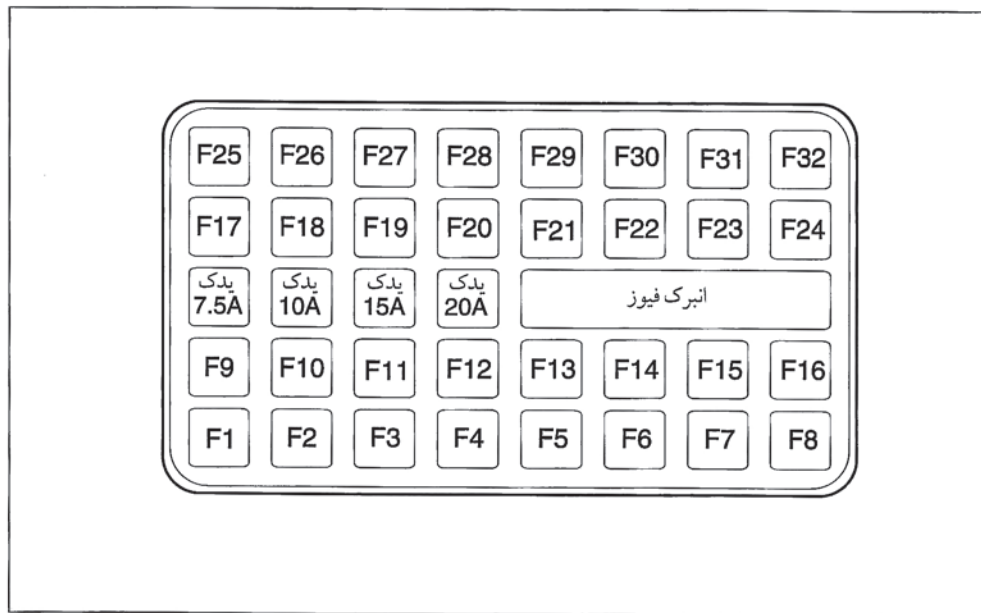 F25 F26 F27 F28 F29 F30 F31 F32
F17 F18 F19 F20 F21 F22 F23 F24
یدک یدک یدک یدک انبرک فیوز
7.5A 10A 15A 20A
F9 F10 F11 F12 F13 F14 F15 F16
F1 F2 F3 F4 F5 F6 F7 F8